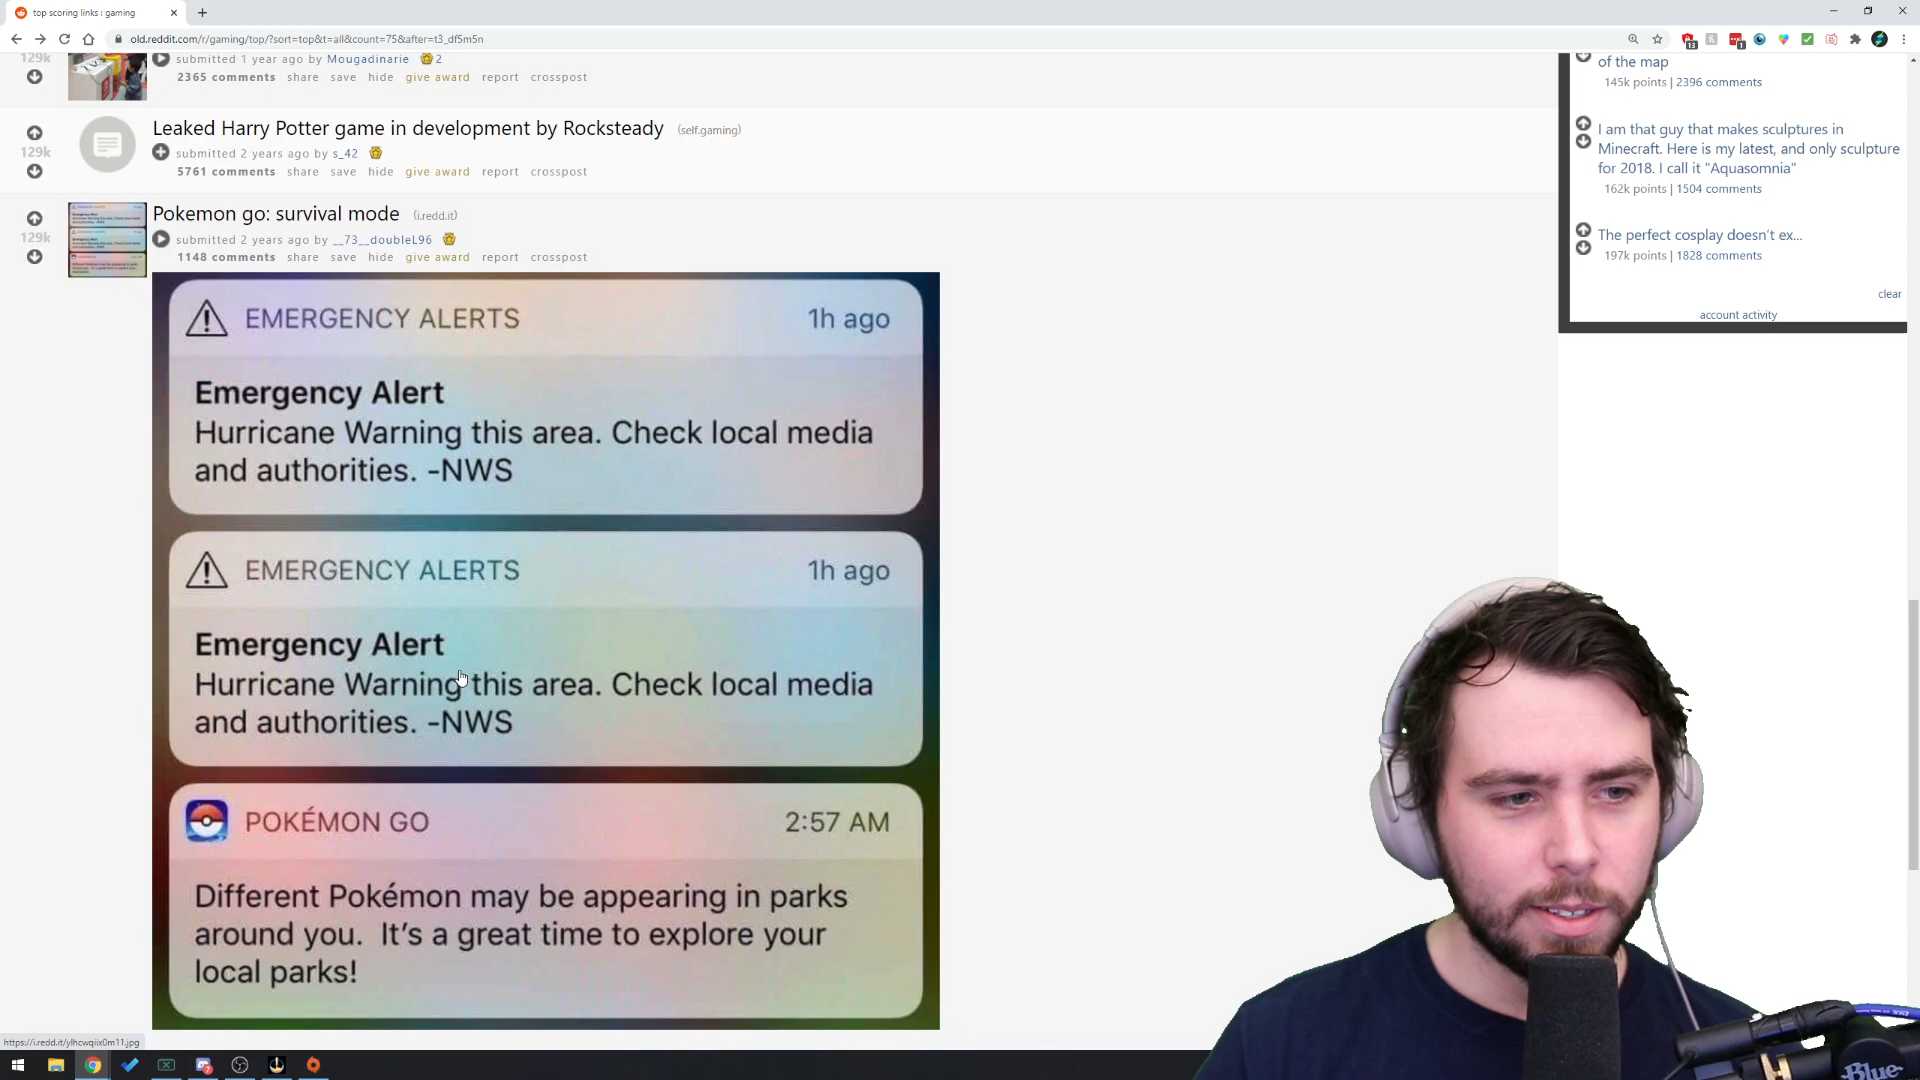 top scoring links : gaming
old.reddit.com/r/gaming/top/?sort=top&t=all&count=75&after=t3_df5m5n
129k
submitted 1 year ago by Mougadinarie 2
2365 comments share save hide give award report crosspost
Leaked Harry Potter game in development by Rocksteady (self.gaming)
129k
submitted 2 years ago by s_42
5761 comments share save hide give award report crosspost
Pokemon go: survival mode (i.redd.it)
129k
submitted 2 years ago by __73__doubleL96
1148 comments share save hide give award report crosspost
EMERGENCY ALERTS 1h ago
Emergency Alert
Hurricane Warning this area. Check local media
and authorities. -NWS
EMERGENCY ALERTS 1h ago
Emergency Alert
Hurricane Warning this area. Check local media
and authorities. -NWS
POKÉMON GO 2:57 AM
Different Pokémon may be appearing in parks
around you. It's a great time to explore your
local parks!
of the map
145k points | 2396 comments
I am that guy that makes sculptures in
Minecraft. Here is my latest, and only sculpture
for 2018. I call it "Aquasomnia"
162k points | 1504 comments
The perfect cosplay doesn't ex...
197k points | 1828 comments
clear
account activity
https://i.redd.it/ylhcwqiix0m11.jpg
Blue